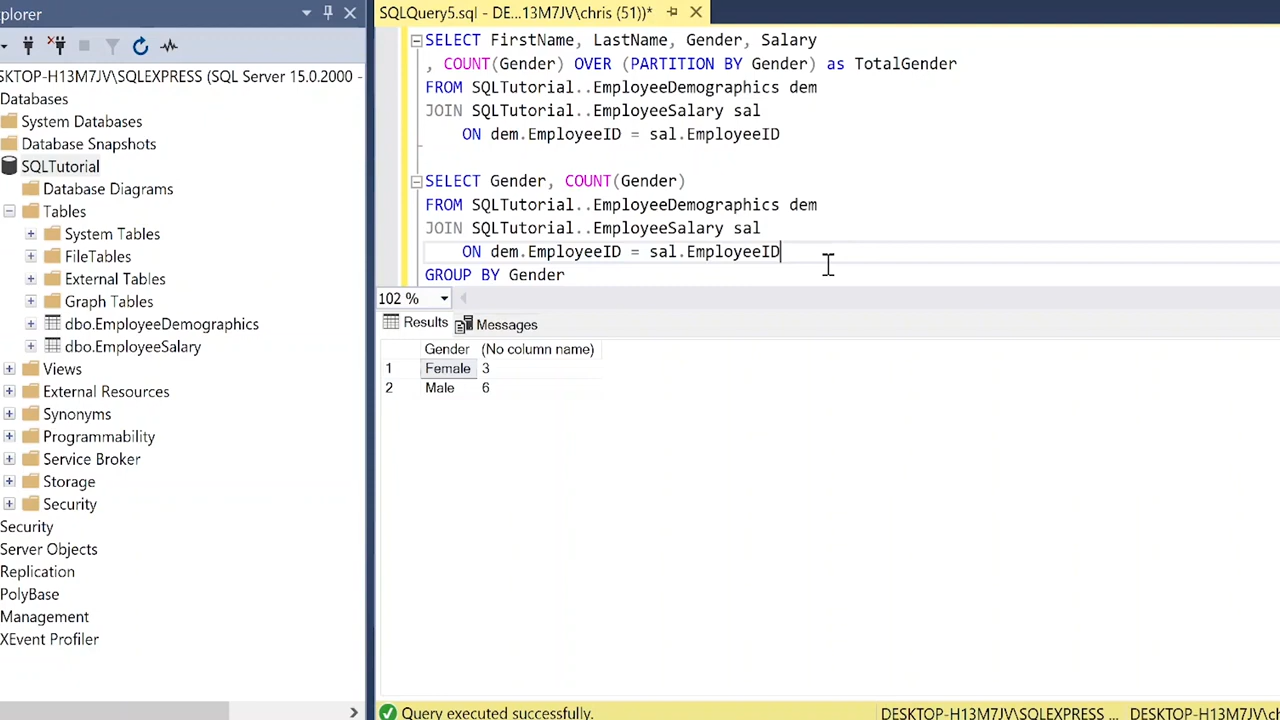 plorer
SKTOP-H13M7JV\SQLEXPRESS (SQL Server 15.0.2000 -
Databases
System Databases
Database Snapshots
SQLTutorial
Database Diagrams
Tables
System Tables
FileTables
External Tables
Graph Tables
dbo.EmployeeDemographics
dbo.EmployeeSalary
Views
External Resources
Synonyms
Programmability
Service Broker
Storage
Security
Security
Server Objects
Replication
PolyBase
Management
XEvent Profiler
SQLQuery5.sql - DE...13M7JV\chris (51))*
SELECT FirstName, LastName, Gender, Salary
, COUNT(Gender) OVER (PARTITION BY Gender) as TotalGender
FROM SQLTutorial..EmployeeDemographics dem
JOIN SQLTutorial..EmployeeSalary sal
ON dem.EmployeeID = sal.EmployeeID
SELECT Gender, COUNT(Gender)
FROM SQLTutorial..EmployeeDemographics dem
JOIN SQLTutorial..EmployeeSalary sal
ON dem.EmployeeID = sal.EmployeeID
GROUP BY Gender
102 %
Results Messages
Gender (No column name)
1 Female 3
2 Male 6
Query executed successfully. DESKTOP-H13M7JV\SQLEXPRESS ... DESKTOP-H13M7JV\ch